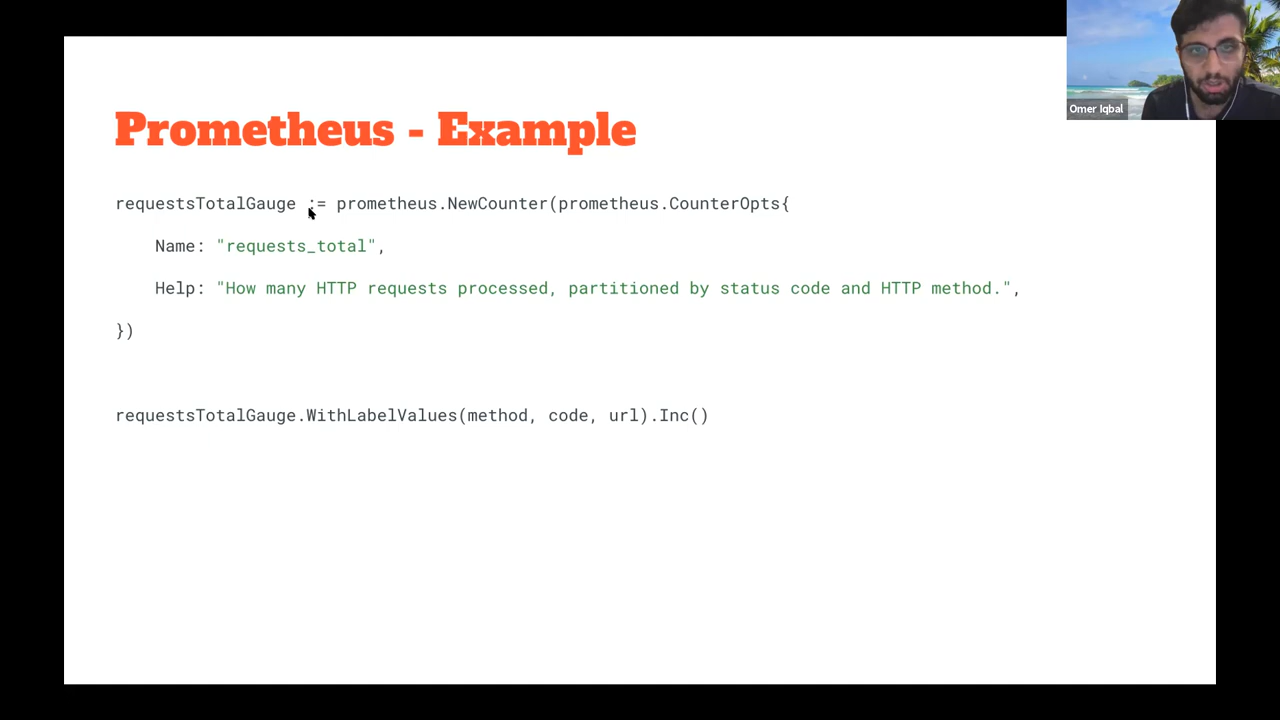 Prometheus - Example
requestsTotalGauge := prometheus.NewCounter(prometheus.CounterOpts{
Name: "requests_total",
Help: "How many HTTP requests processed, partitioned by status code and HTTP method.",
})
requestsTotalGauge.WithLabelValues(method, code, url).Inc()
Omer Iqbal